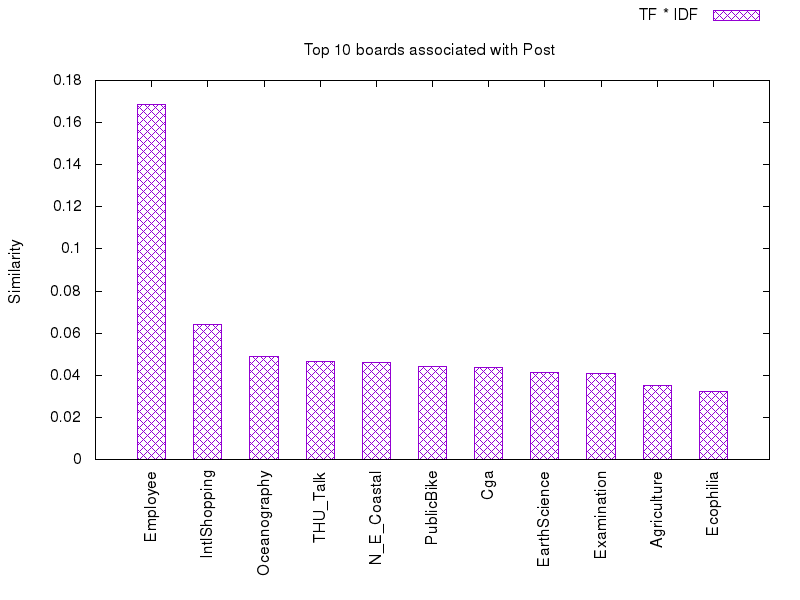 TF * IDF
Top 10 boards associated with Post
0.18
0.16
0.14
0.12
0.1
0.08
0.06
0.04
0.02
0
Similarity
Employee
IntlShopping
Oceanography
THU_Talk
N_E_Coastal
PublicBike
Cga
EarthScience
Examination
Agriculture
Ecophilia